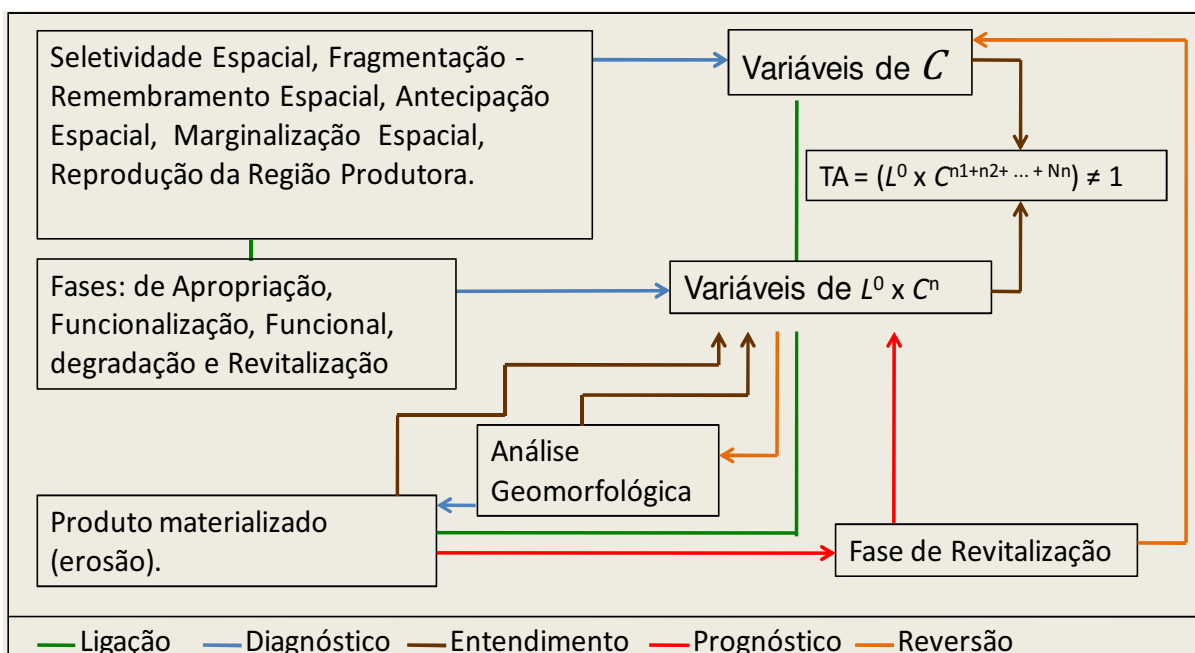 Seletividade Espacial, Fragmentação -
Remembramento Espacial, Antecipação
Espacial, Marginalização Espacial,
Reprodução da Região Produtora.
Variáveis de C
TA = (L⁰ x Cⁿ¹⁺ⁿ²⁺ ... ⁺ ᴺⁿ) ≠ 1
Fases: de Apropriação,
Funcionalização, Funcional,
degradação e Revitalização
Variáveis de L⁰ x Cⁿ
Análise
Geomorfológica
Produto materializado
(erosão).
Fase de Revitalização
Ligação Diagnóstico Entendimento Prognóstico Reversão